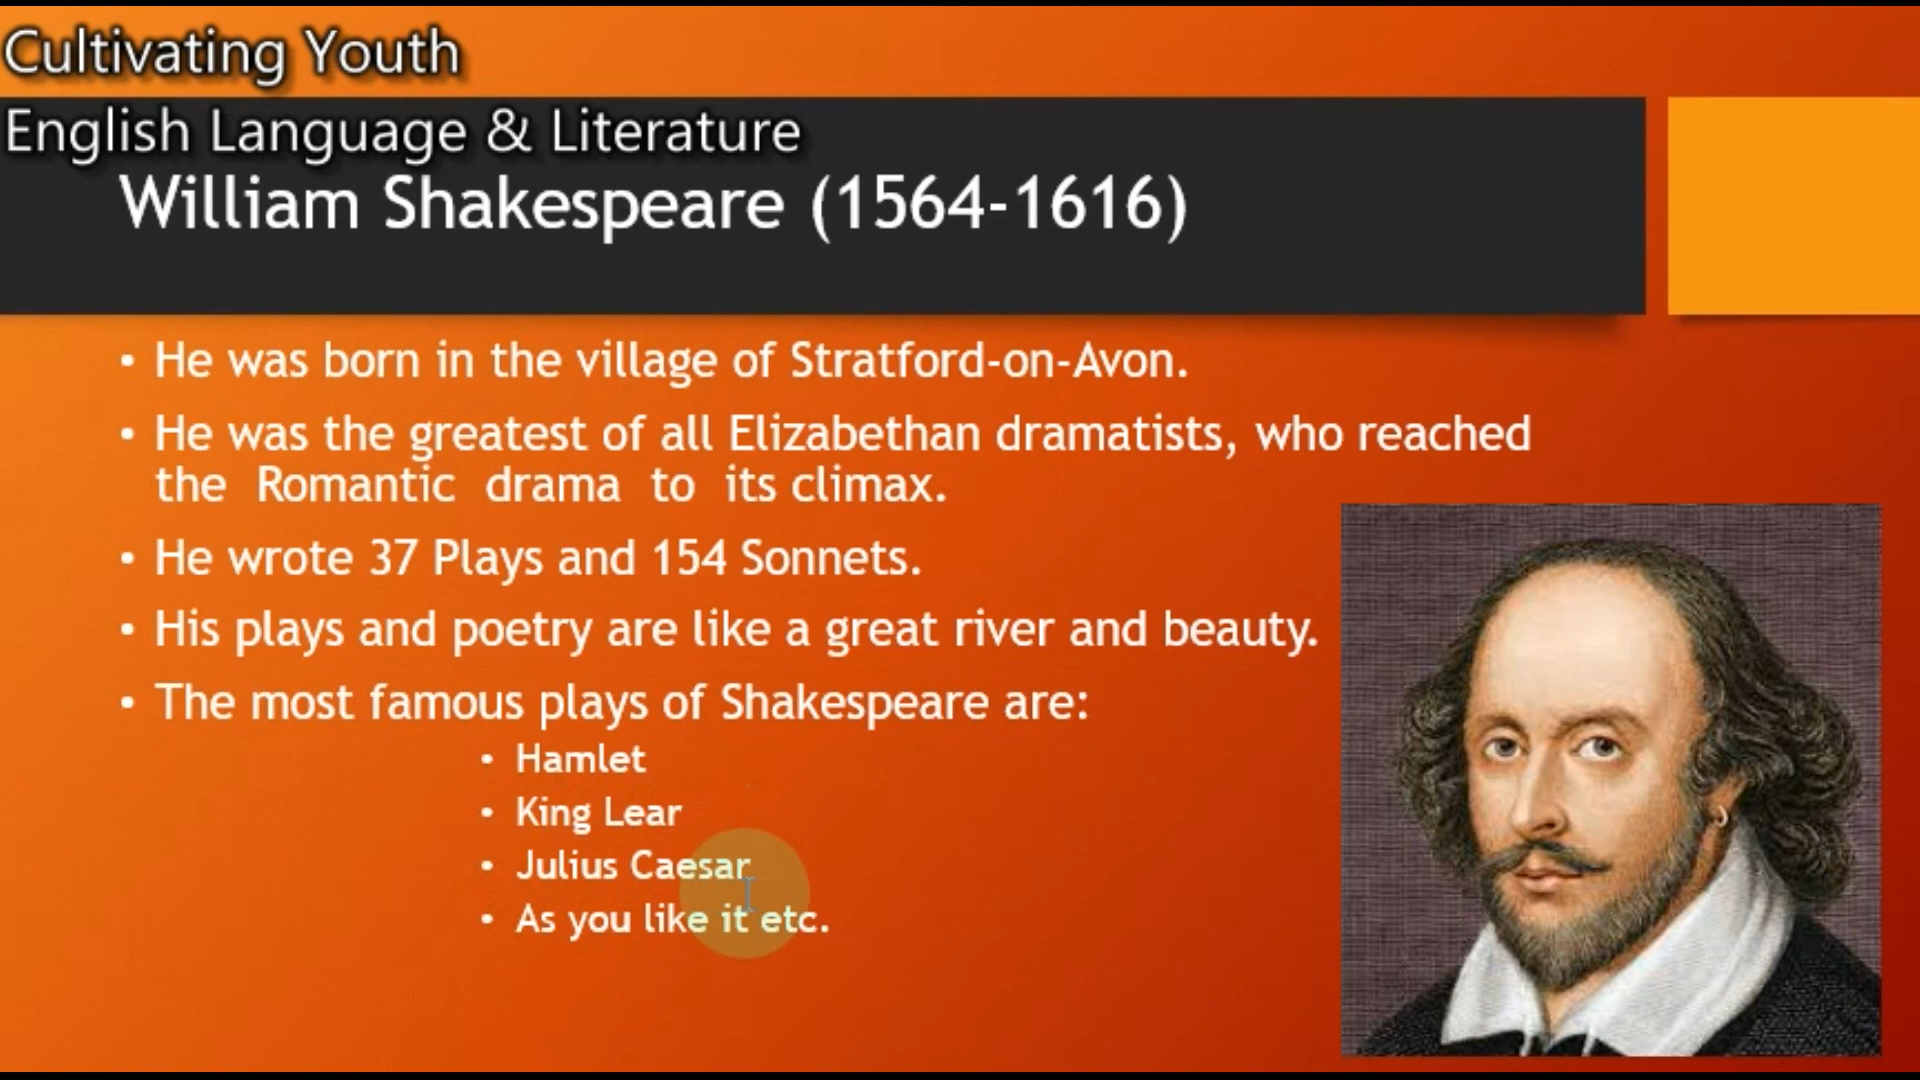 Cultivating Youth
English Language & Literature
William Shakespeare (1564-1616)
• He was born in the village of Stratford-on-Avon.
• He was the greatest of all Elizabethan dramatists, who reached
the Romantic drama to its climax.
• He wrote 37 Plays and 154 Sonnets.
• His plays and poetry are like a great river and beauty.
• The most famous plays of Shakespeare are:
• Hamlet
• King Lear
• Julius Caesar
• As you like it etc.